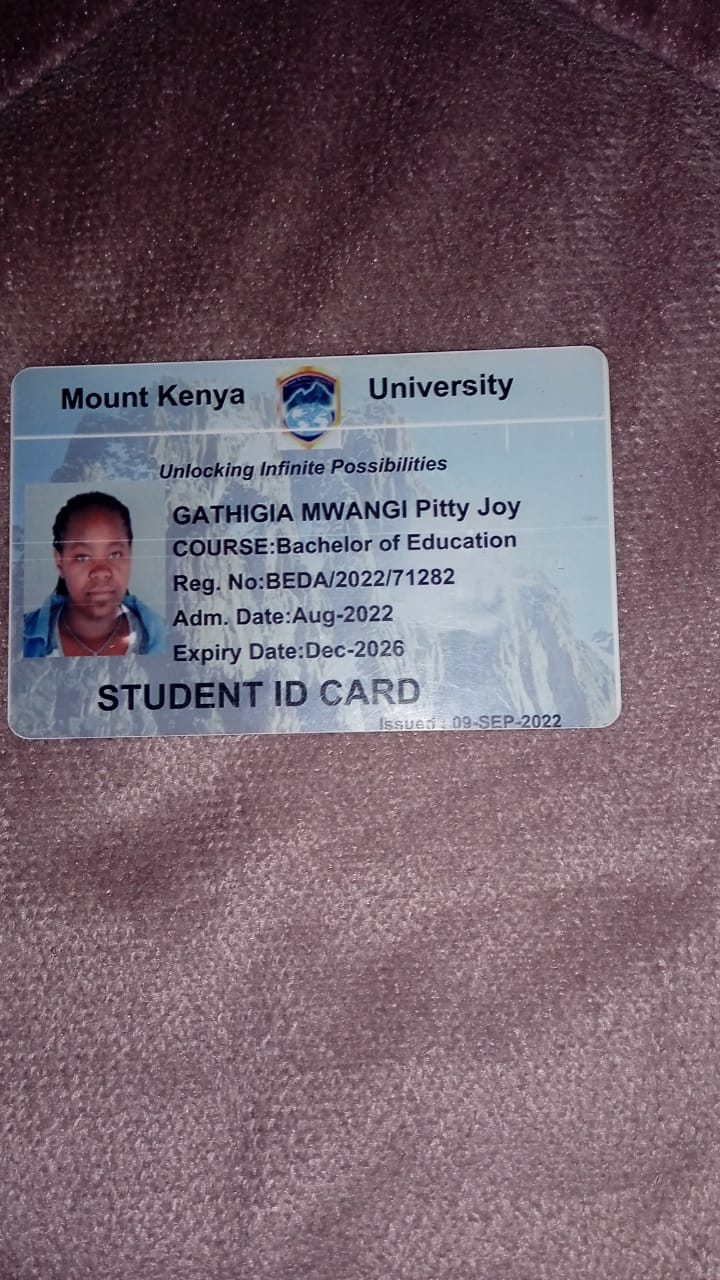 Mount Kenya University
Unlocking Infinite Possibilities
GATHIGIA MWANGI Pitty Joy
COURSE:Bachelor of Education
Reg. No:BEDA/2022/71282
Adm. Date:Aug-2022
Expiry Date:Dec-2026
STUDENT ID CARD
Issued : 09-SEP-2022